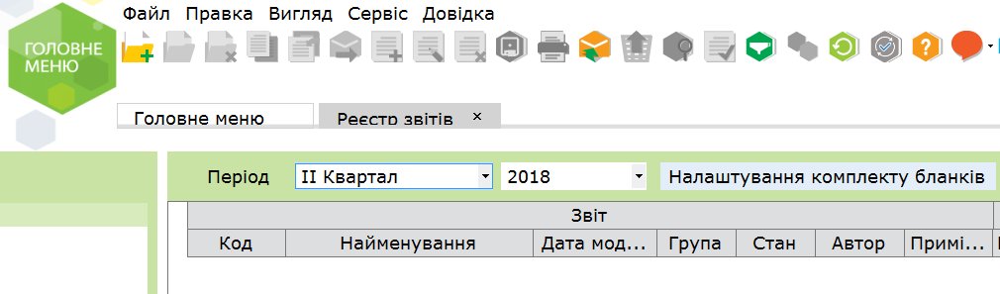 Файл Правка Вигляд Сервіс Довідка
ГОЛОВНЕ
МЕНЮ
Головне меню
Реєстр звітів ×
Період II Квартал 2018 Налаштування комплекту бланків
Звіт
Код Найменування Дата мод... Група Стан Автор Примі...